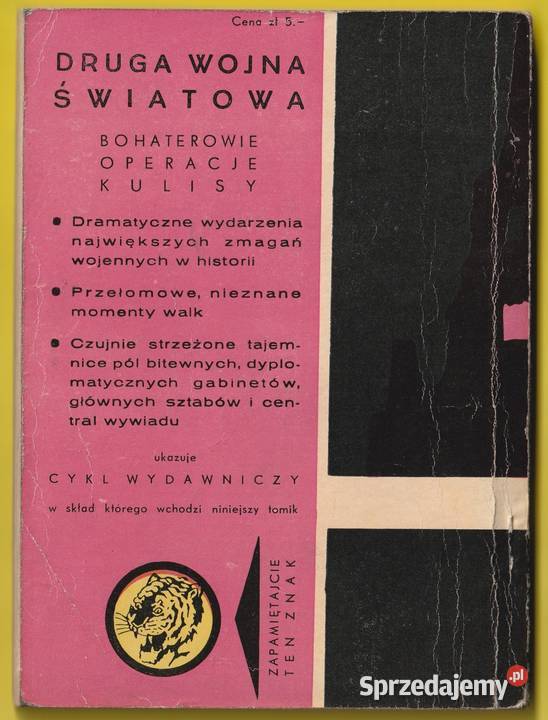 Cena zł 5.–
DRUGA WOJNA
ŚWIATOWA
BOHATEROWIE
OPERACJE
KULISY
• Dramatyczne wydarzenia
największych zmagań
wojennych w historii
• Przełomowe, nieznane
momenty walk
• Czujnie strzeżone tajem-
nice pól bitewnych, dyplo-
matycznych gabinetów,
głównych sztabów i cen-
tral wywiadu
ukazuje
CYKL WYDAWNICZY
w skład którego wchodzi niniejszy tomik
ZAPAMIĘTAJCIE
TEN ZNAK
Sprzedajemy.pl